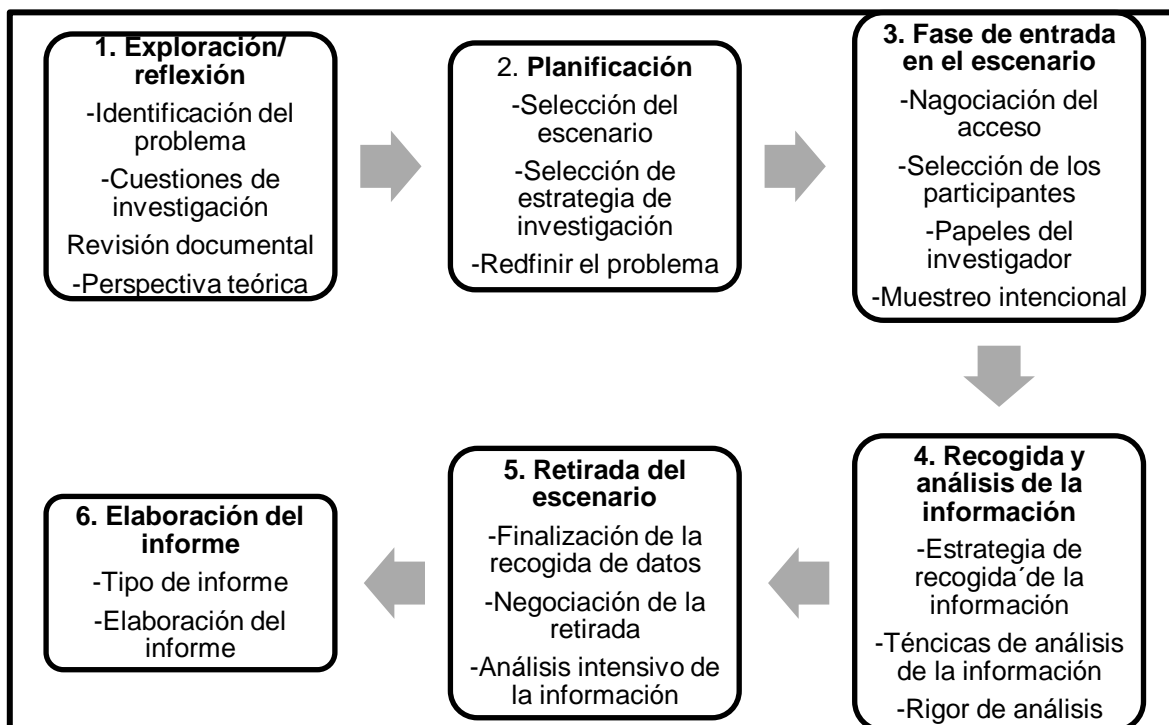 1. Exploración/
reflexión
-Identificación del
problema
-Cuestiones de
investigación
Revisión documental
-Perspectiva teórica
2. Planificación
-Selección del
escenario
-Selección de
estrategia de
investigación
-Redfinir el problema
3. Fase de entrada
en el escenario
-Nagociación del
acceso
-Selección de los
participantes
-Papeles del
investigador
-Muestreo intencional
4. Recogida y
análisis de la
información
-Estrategia de
recogida´de la
información
-Téncicas de análisis
de la información
-Rigor de análisis
5. Retirada del
escenario
-Finalización de la
recogida de datos
-Negociación de la
retirada
-Análisis intensivo de
la información
6. Elaboración del
informe
-Tipo de informe
-Elaboración del
informe